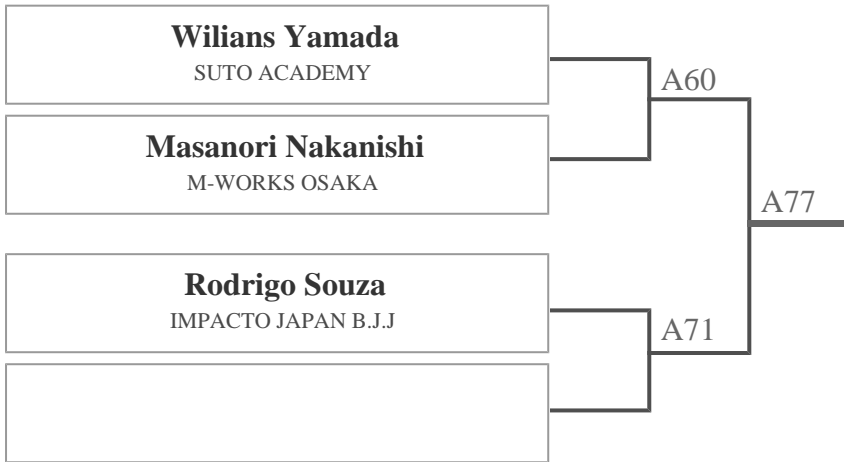 Wilians Yamada
SUTO ACADEMY
A60
Masanori Nakanishi
M-WORKS OSAKA
A77
Rodrigo Souza
IMPACTO JAPAN B.J.J
A71